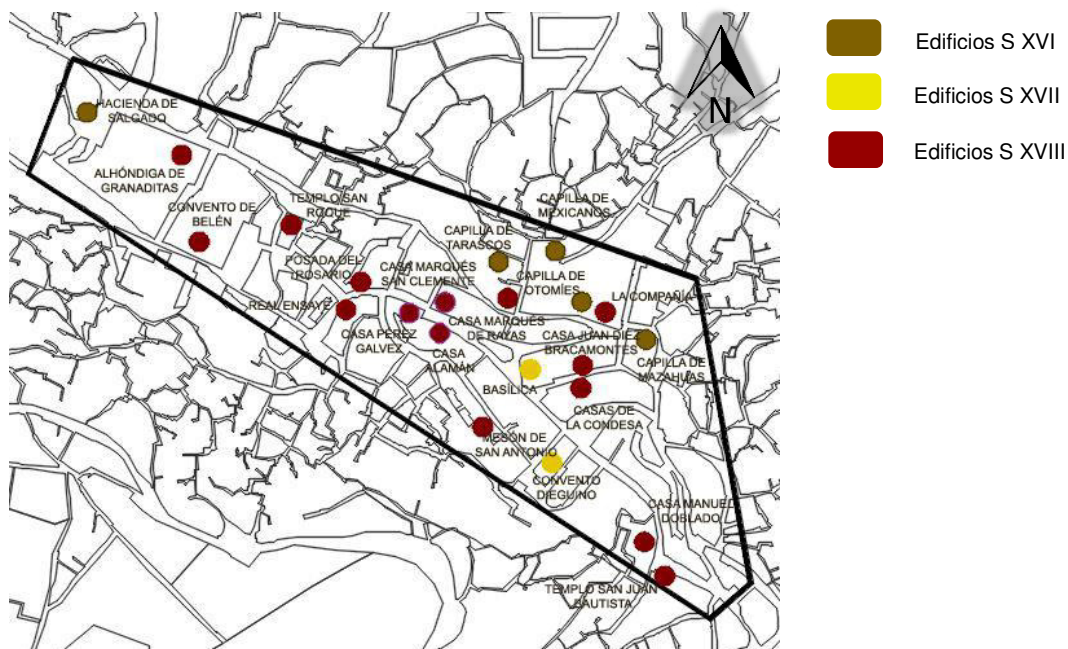 Edificios S XVI
Edificios S XVII
Edificios S XVIII
N
HACIENDA DE
SALGADO
ALHÓNDIGA DE
GRANADITAS
CONVENTO DE
BELÉN
TEMPLO SAN
ROQUE
CAPILLA DE
MEXICANOS
CAPILLA DE
TARASCOS
POSADA DEL
ROSARIO
CASA MARQUÉS
SAN CLEMENTE
CAPILLA DE
OTOMÍES
LA COMPAÑÍA
REAL ENSAYE
CASA PÉREZ
GALVEZ
CASA MARQUÉS
DE RAYAS
CASA
ALAMÁN
CASA JUAN DÍEZ
BRACAMONTES
CAPILLA DE
MAZAHUAS
BASÍLICA
CASAS DE
LA CONDESA
MESÓN DE
SAN ANTONIO
CONVENTO
DIEGUINO
CASA MANUEL
DOBLADO
TEMPLO SAN JUAN
BAUTISTA